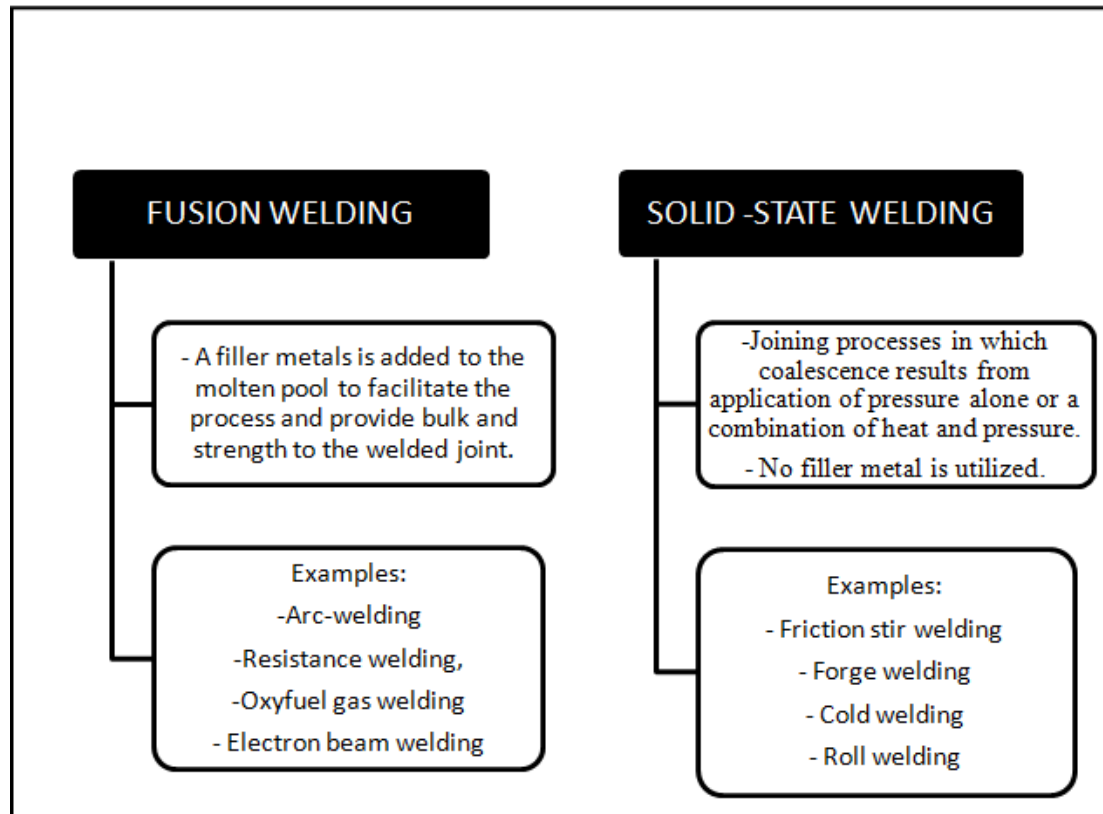 FUSION WELDING
- A filler metals is added to the
molten pool to facilitate the
process and provide bulk and
strength to the welded joint.
Examples:
-Arc-welding
-Resistance welding,
-Oxyfuel gas welding
- Electron beam welding
SOLID -STATE WELDING
-Joining processes in which
coalescence results from
application of pressure alone or a
combination of heat and pressure.
- No filler metal is utilized.
Examples:
- Friction stir welding
- Forge welding
- Cold welding
- Roll welding